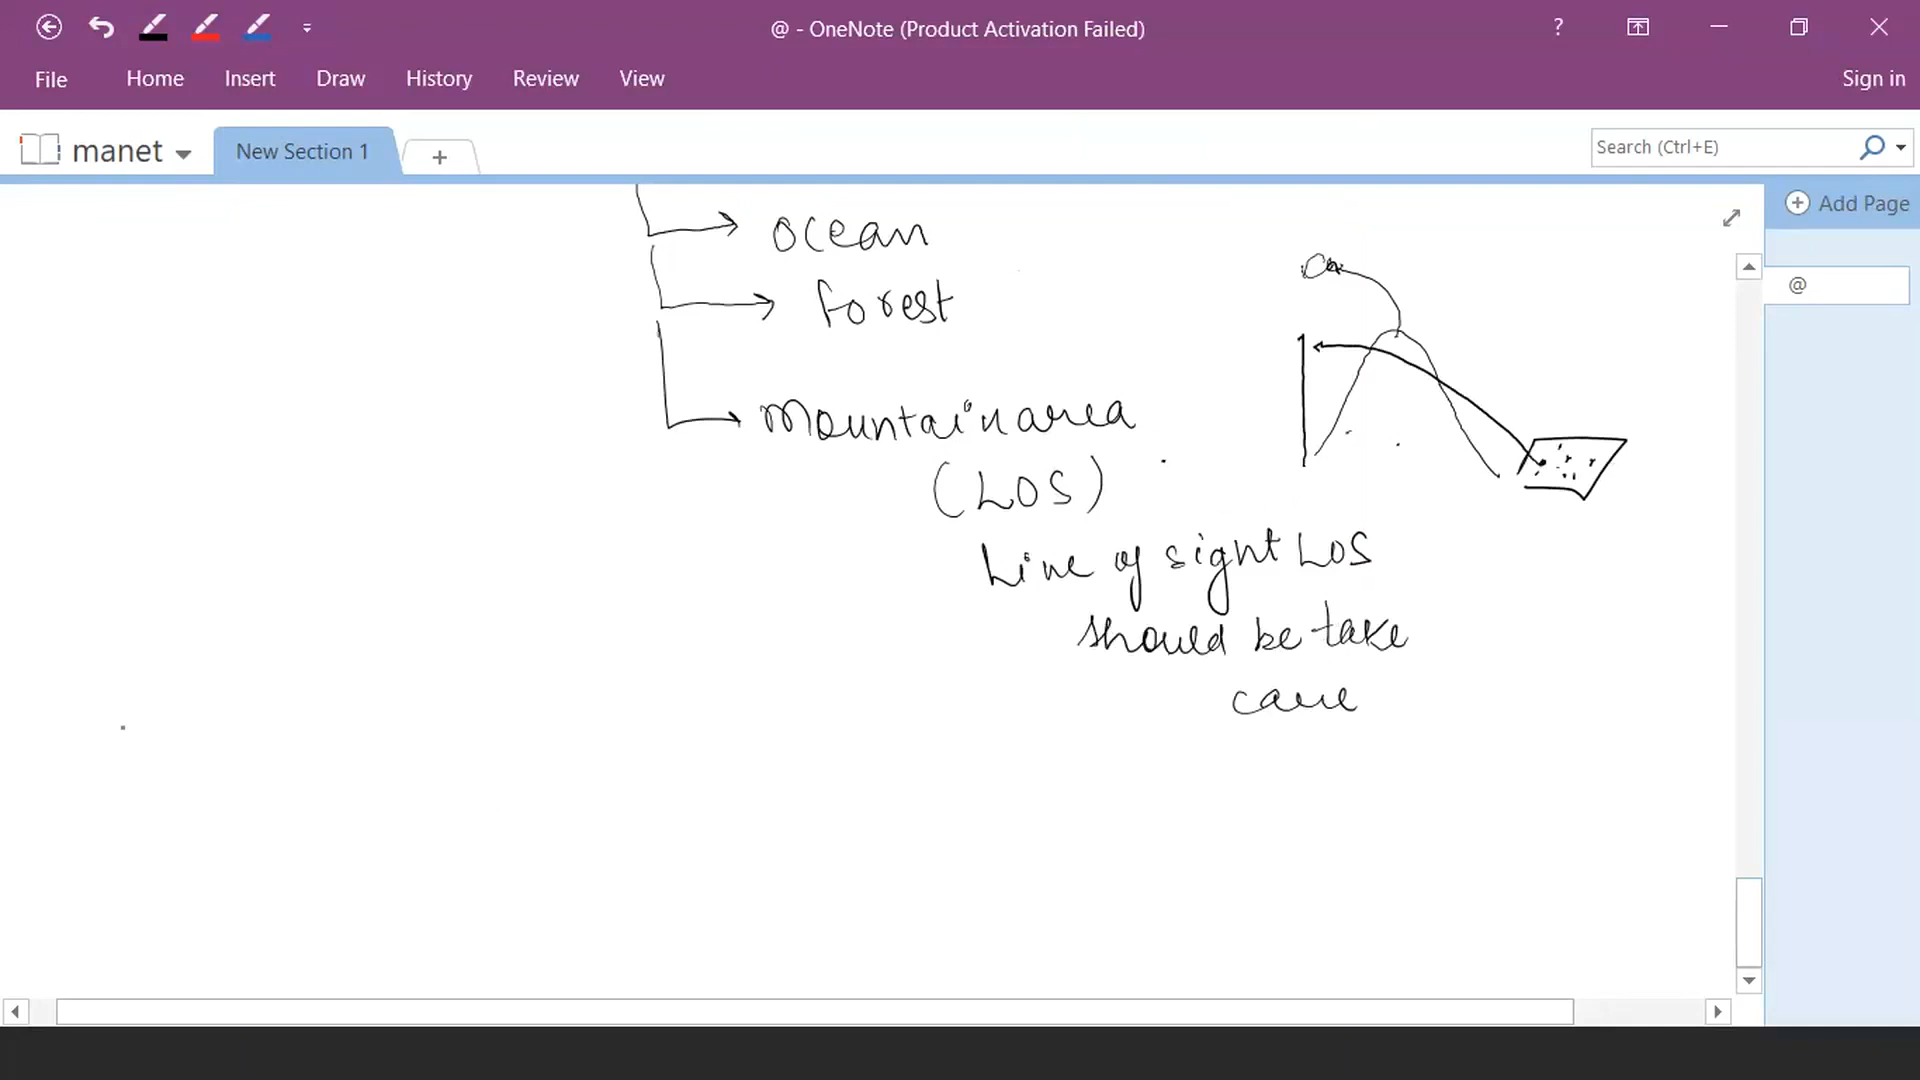 @ - OneNote (Product Activation Failed)
?
File Home Insert Draw History Review View
Sign in
manet
New Section 1
+
Search (Ctrl+E)
Add Page
@
ocean
forest
Mountain area
(LOS)
Line of sight LOS
should be take
care